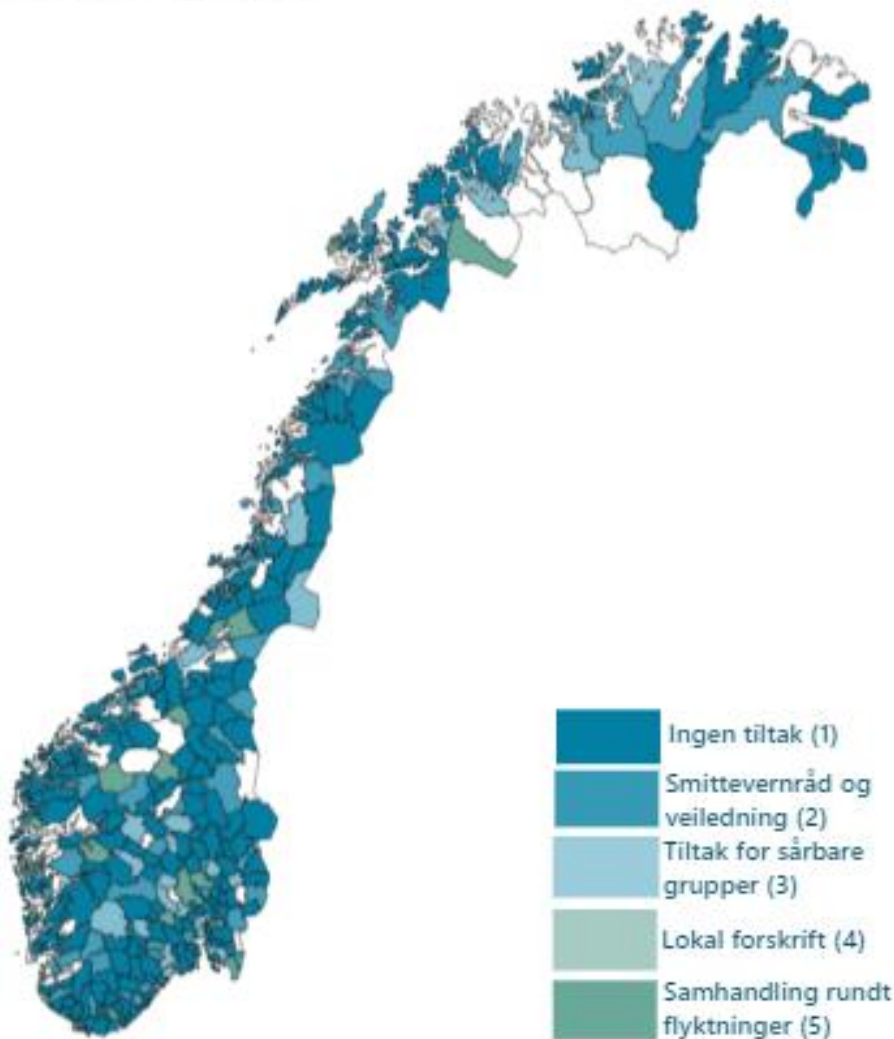 Ingen tiltak (1)
Smittevernråd og
veiledning (2)
Tiltak for sårbare
grupper (3)
Lokal forskrift (4)
Samhandling rundt
flyktninger (5)